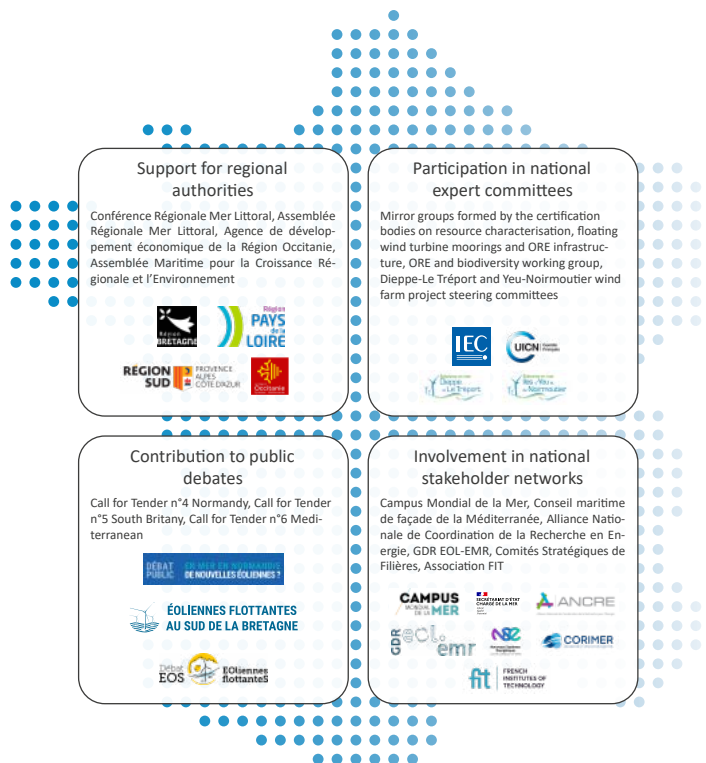 Support for regional
authorities
Conférence Régionale Mer Littoral, Assemblée
Régionale Mer Littoral, Agence de dévelop-
pement économique de la Région Occitanie,
Assemblée Maritime pour la Croissance Ré-
gionale et l'Environnement
Région
BRETAGNE
Région
PAYS
de la
LOIRE
RÉGION
SUD
PROVENCE
ALPES
CÔTE D'AZUR
Occitanie
Participation in national
expert committees
Mirror groups formed by the certification
bodies on resource characterisation, floating
wind turbine moorings and ORE infrastruc-
ture, ORE and biodiversity working group,
Dieppe-Le Tréport and Yeu-Noirmoutier wind
farm project steering committees
IEC
UICN
Dieppe
Le Tréport
Iles d'Yeu
Noirmoutier
Contribution to public
debates
Call for Tender n°4 Normandy, Call for Tender
n°5 South Britany, Call for Tender n°6 Medi-
terranean
DÉBAT
PUBLIC
EN MER EN NORMANDIE
DE NOUVELLES ÉOLIENNES ?
ÉOLIENNES FLOTTANTES
AU SUD DE LA BRETAGNE
Débat
EOS
EOliennes
flottanteS
Involvement in national
stakeholder networks
Campus Mondial de la Mer, Conseil maritime
de façade de la Méditerranée, Alliance Natio-
nale de Coordination de la Recherche en En-
ergie, GDR EOL-EMR, Comités Stratégiques de
Filières, Association FIT
CAMPUS
MONDIAL
DE LA MER
SECRÉTARIAT D'ÉTAT
CHARGÉ DE LA MER
ANCRE
GDR
eol.
emr
CORIMER
fit
FRENCH
INSTITUTES OF
TECHNOLOGY